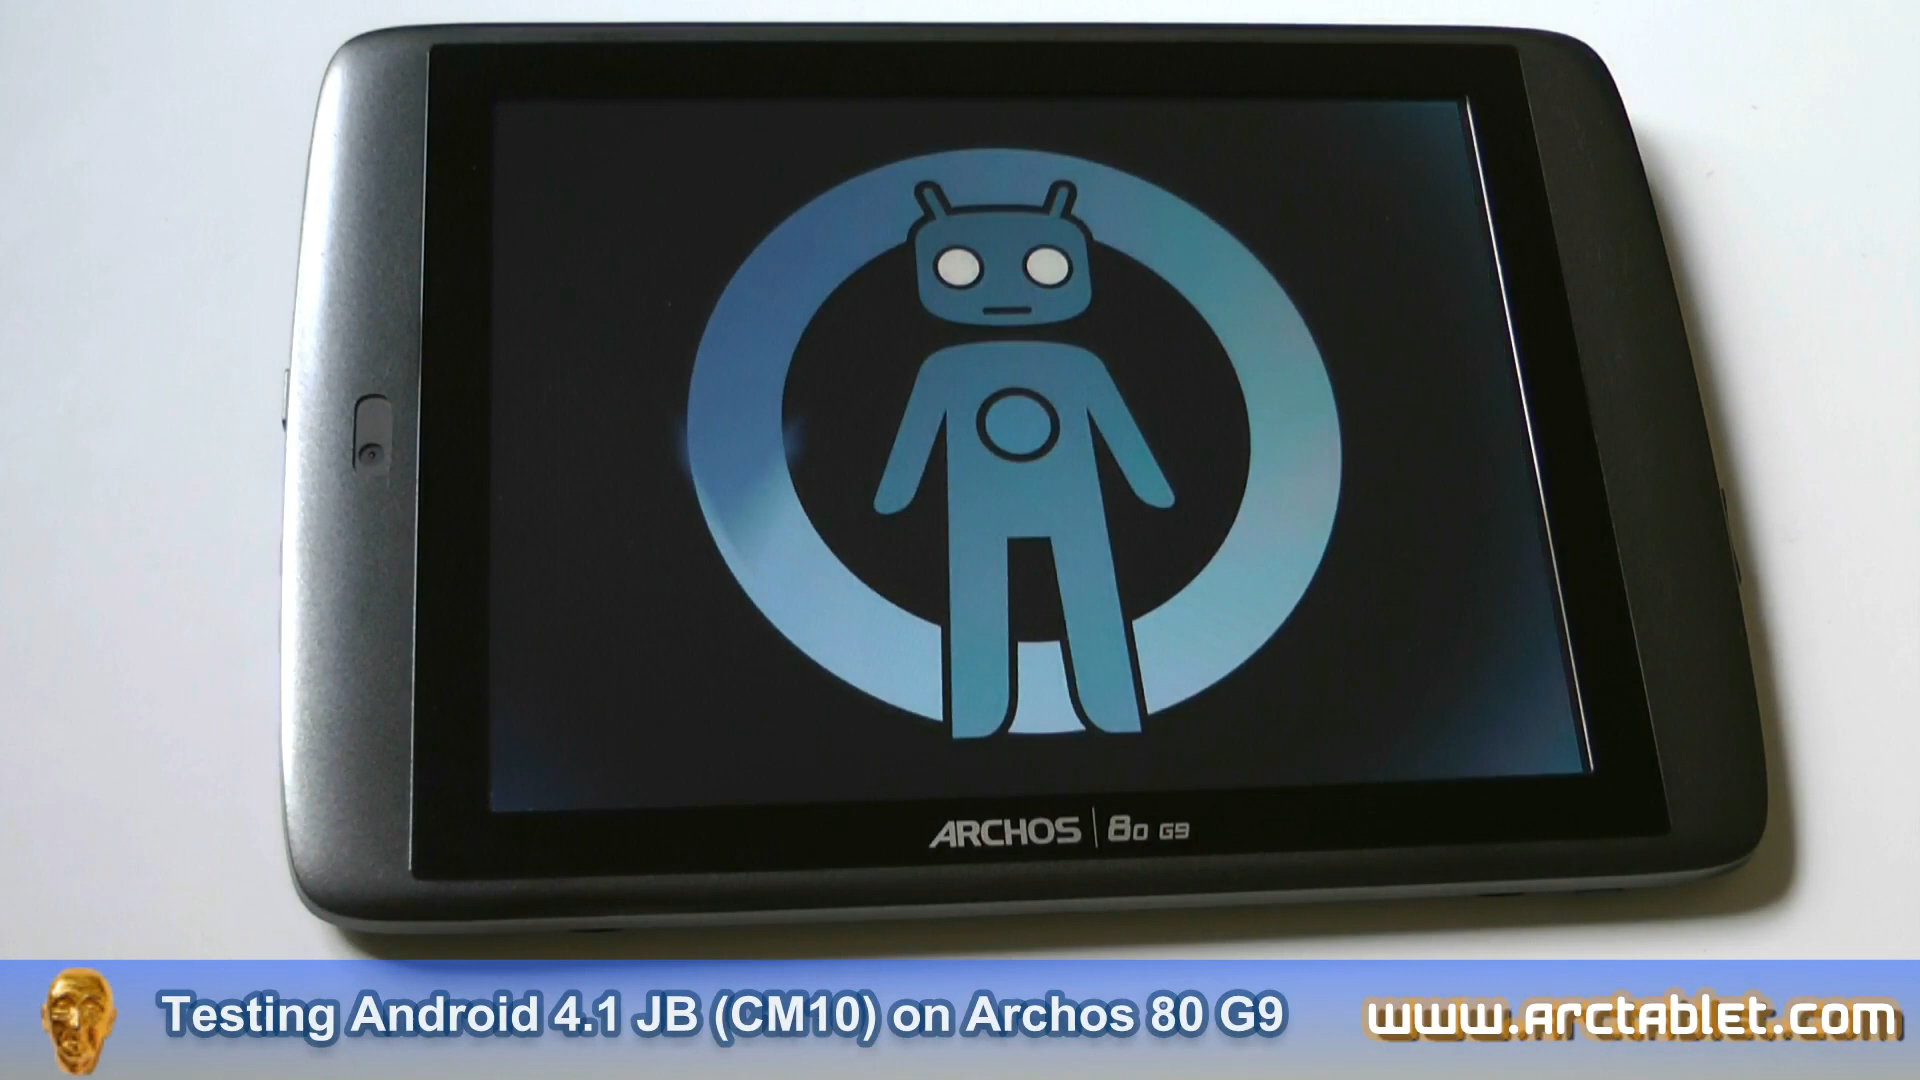 ARCHOS 80 G9
Testing Android 4.1 JB (CM10) on Archos 80 G9
www.arctablet.com